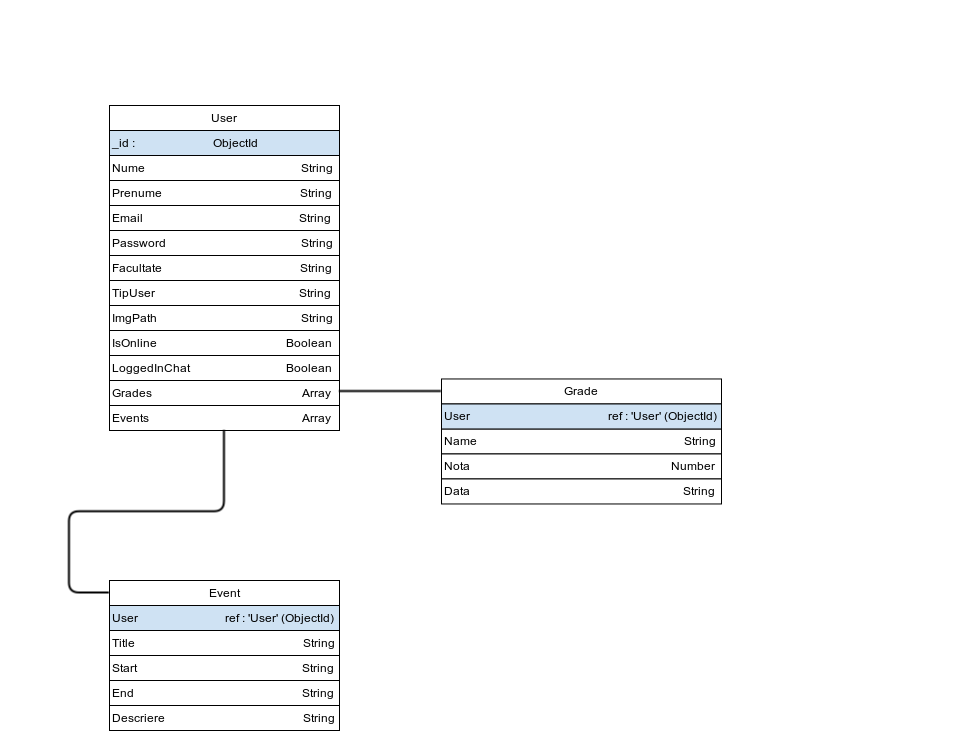 User
_id : ObjectId
Nume String
Prenume String
Email String
Password String
Facultate String
TipUser String
ImgPath String
IsOnline Boolean
LoggedInChat Boolean
Grades Array
Events Array
Grade
User ref : 'User' (ObjectId)
Name String
Nota Number
Data String
Event
User ref : 'User' (ObjectId)
Title String
Start String
End String
Descriere String